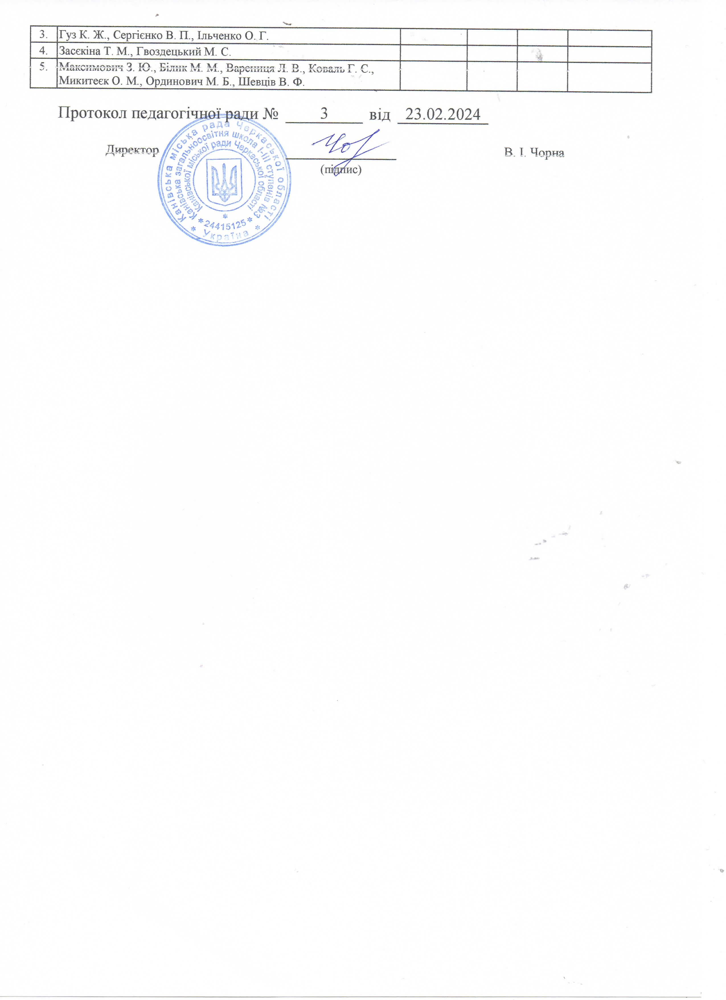 3. Гуз К. Ж., Сергієнко В. П., Ільченко О. Г.
4. Засєкіна Т. М., Гвоздецький М. С.
5. Максимович З. Ю., Білик М. М., Варениця Л. В., Коваль Г. С.,
Микитеєк О. М., Ординович М. Б., Шевців В. Ф.
Протокол педагогічної ради № 3 від 23.02.2024
Директор
В. І. Чорна
(підпис)
Канівська міська рада Черкаської області
Канівська загальноосвітня школа І-ІІІ ступенів №3
Канівської міської ради Черкаської області
* 24415125 *
* Україна *